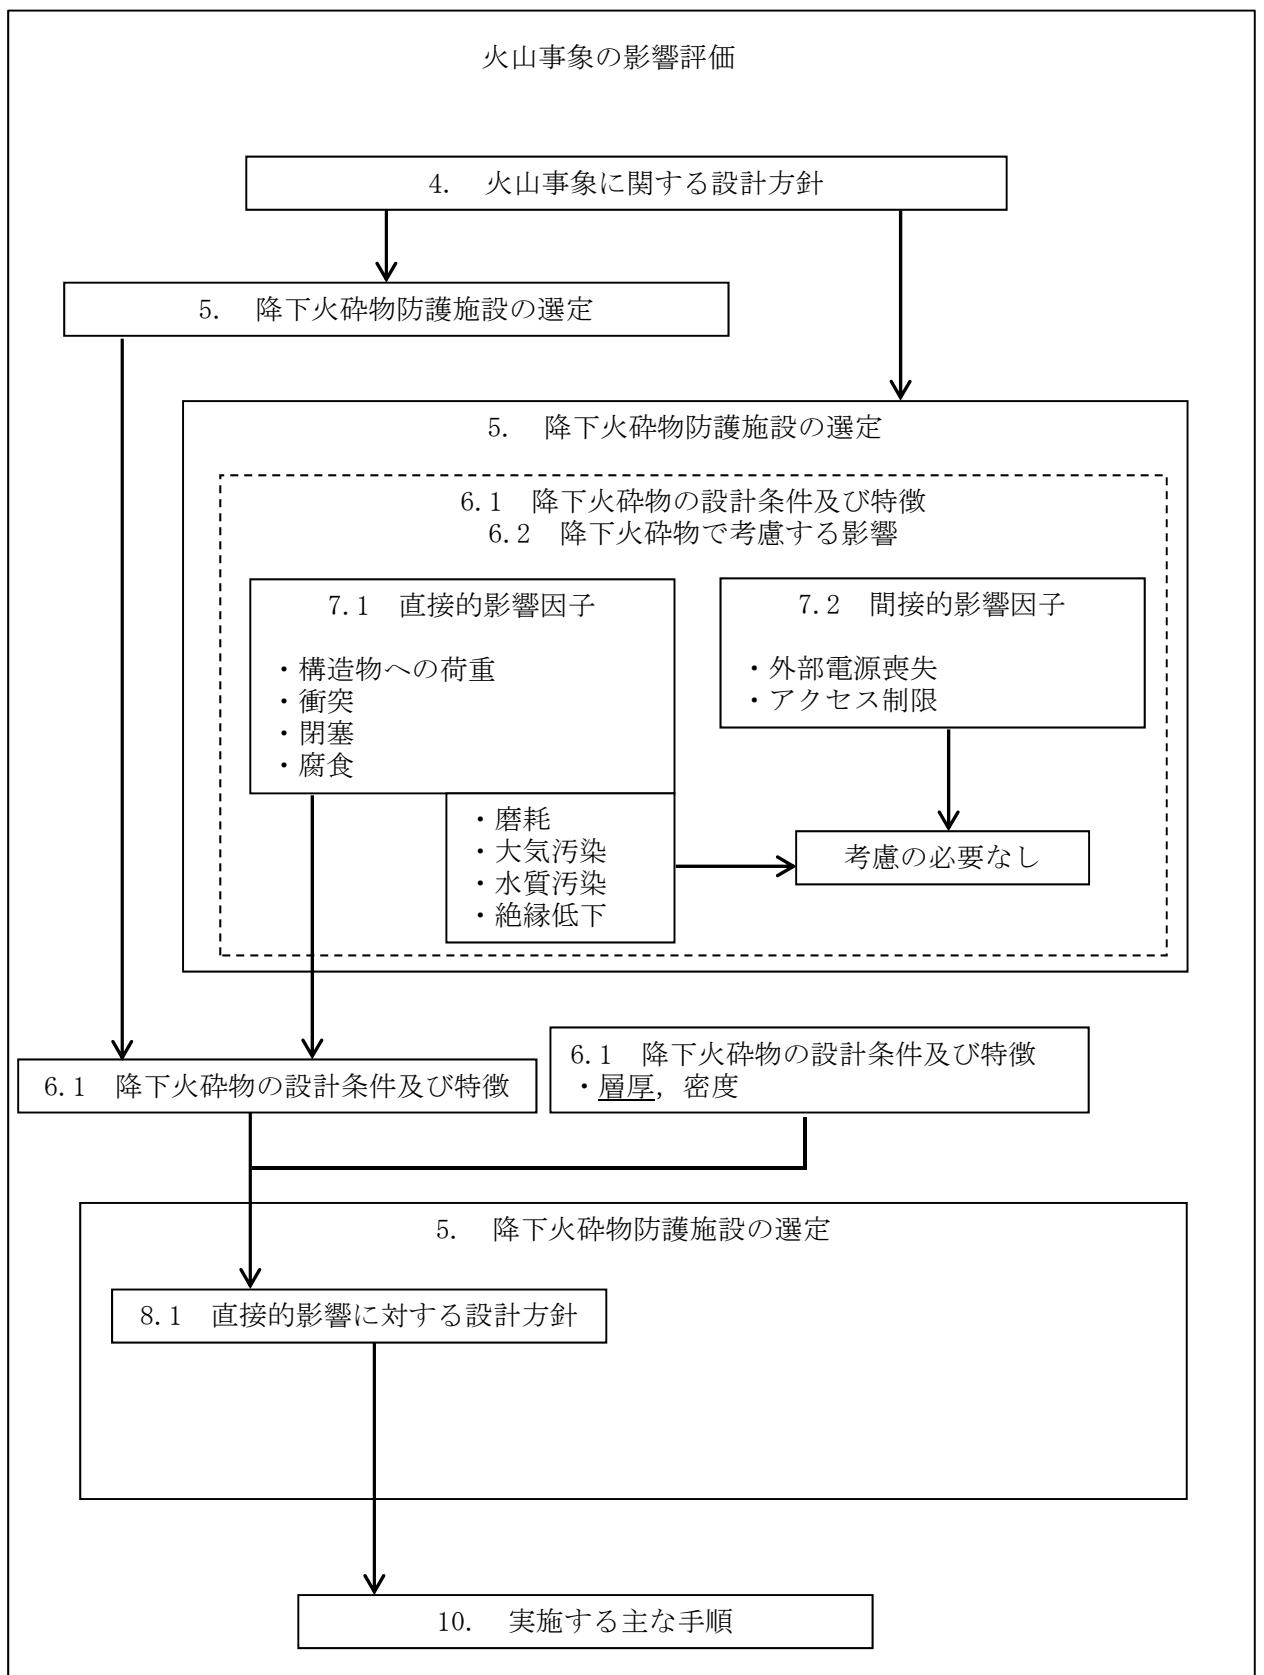 火山事象の影響評価
4. 火山事象に関する設計方針
5. 降下火砕物防護施設の選定
5. 降下火砕物防護施設の選定
6.1 降下火砕物の設計条件及び特徴
6.2 降下火砕物で考慮する影響
7.1 直接的影響因子
・構造物への荷重
・衝突
・閉塞
・腐食
・磨耗
・大気汚染
・水質汚染
・絶縁低下
7.2 間接的影響因子
・外部電源喪失
・アクセス制限
考慮の必要なし
6.1 降下火砕物の設計条件及び特徴
6.1 降下火砕物の設計条件及び特徴
・層厚，密度
5. 降下火砕物防護施設の選定
8.1 直接的影響に対する設計方針
10. 実施する主な手順